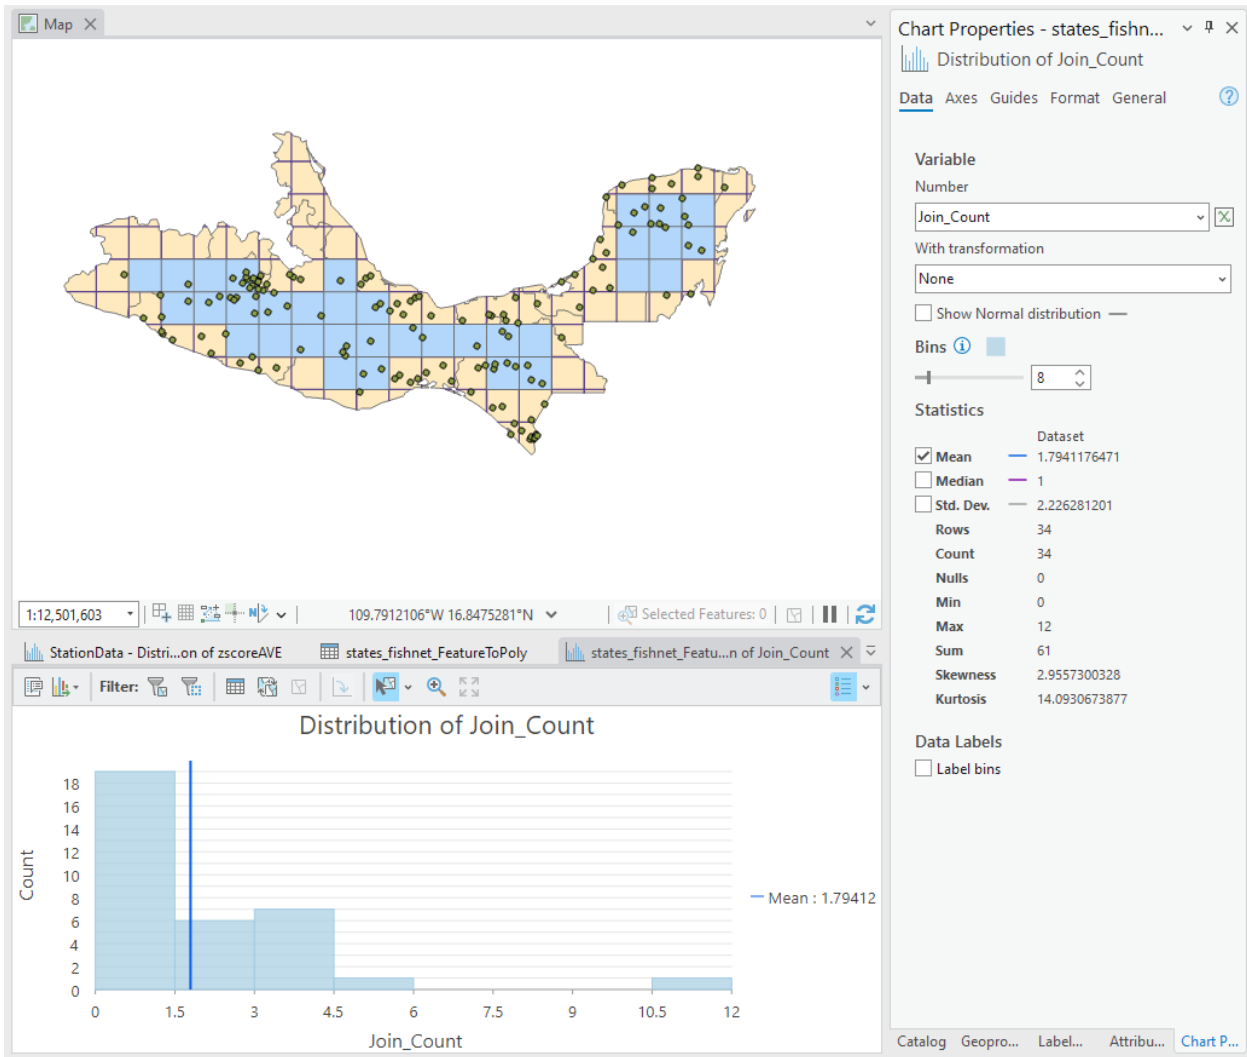 Map
1:12,501,603
109.7912106°W 16.8475281°N
Selected Features: 0
StationData - Distri...on of zscoreAVE
states_fishnet_FeatureToPoly
states_fishnet_Featu...n of Join_Count
Filter:
Distribution of Join_Count
Count
18
16
14
12
10
8
6
4
2
0
0 1.5 3 4.5 6 7.5 9 10.5 12
Join_Count
Mean : 1.79412
Chart Properties - states_fishn...
Distribution of Join_Count
Data Axes Guides Format General
Variable
Number
Join_Count
With transformation
None
Show Normal distribution
Bins
8
Statistics
Dataset
Mean 1.7941176471
Median 1
Std. Dev. 2.226281201
Rows 34
Count 34
Nulls 0
Min 0
Max 12
Sum 61
Skewness 2.9557300328
Kurtosis 14.0930673877
Data Labels
Label bins
Catalog Geopro... Label... Attribu... Chart P...